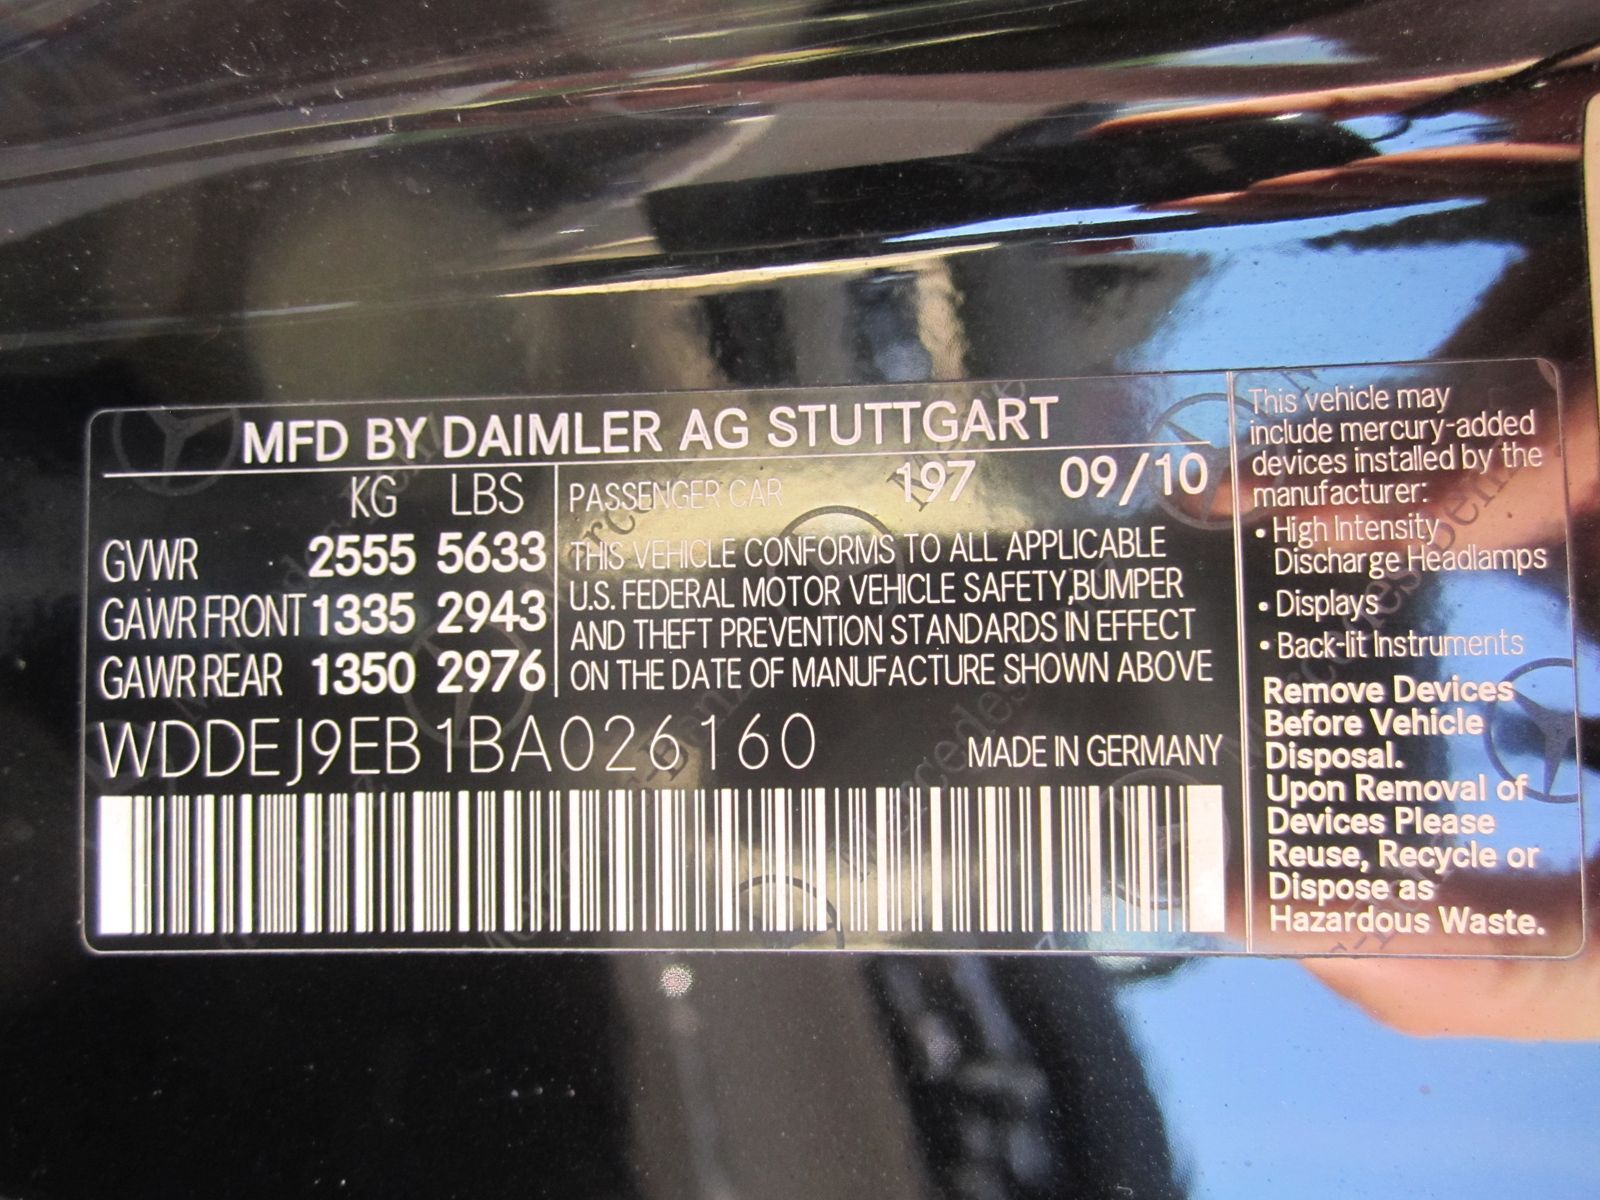 MFD BY DAIMLER AG STUTTGART
KG LBS
GVWR 2555 5633
GAWR FRONT 1335 2943
GAWR REAR 1350 2976
PASSENGER CAR 197 09/10
THIS VEHICLE CONFORMS TO ALL APPLICABLE
U.S. FEDERAL MOTOR VEHICLE SAFETY,BUMPER
AND THEFT PREVENTION STANDARDS IN EFFECT
ON THE DATE OF MANUFACTURE SHOWN ABOVE
WDDEJ9EB1BA026160
MADE IN GERMANY
This vehicle may
include mercury-added
devices installed by the
manufacturer:
• High Intensity
Discharge Headlamps
• Displays
• Back-lit Instruments
Remove Devices
Before Vehicle
Disposal.
Upon Removal of
Devices Please
Reuse, Recycle or
Dispose as
Hazardous Waste.